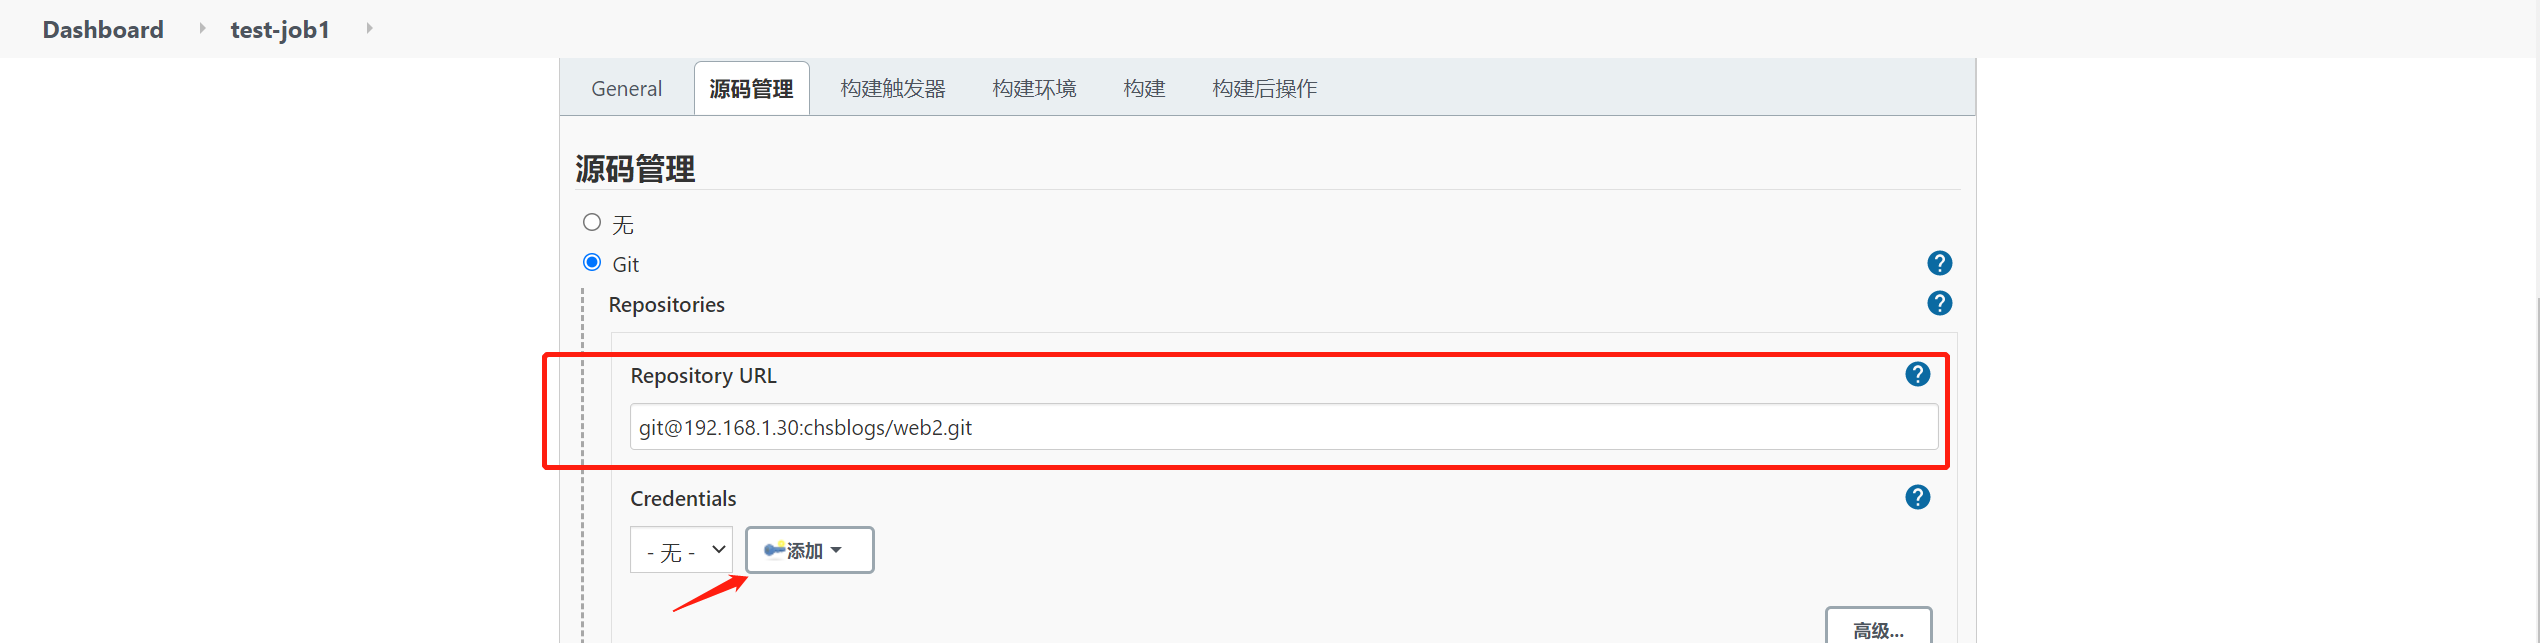 Dashboard test-job1
General 源码管理 构建触发器 构建环境 构建 构建后操作
源码管理
无
Git
Repositories
Repository URL
git@192.168.1.30:chsblogs/web2.git
Credentials
- 无 - 添加
高级...